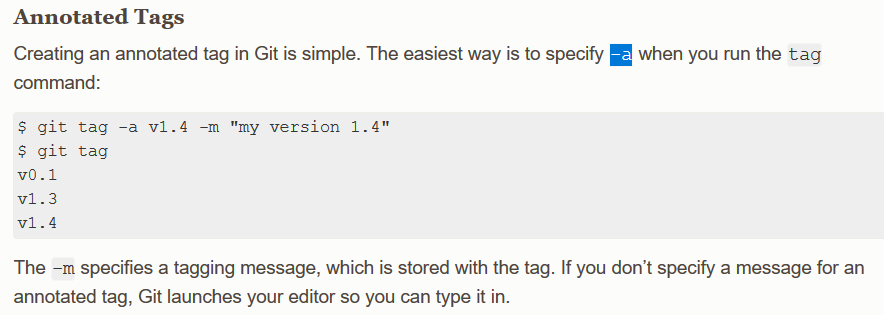 Annotated Tags
Creating an annotated tag in Git is simple. The easiest way is to specify -a when you run the tag
command:
$ git tag -a v1.4 -m "my version 1.4"
$ git tag
v0.1
v1.3
v1.4
The -m specifies a tagging message, which is stored with the tag. If you don’t specify a message for an
annotated tag, Git launches your editor so you can type it in.